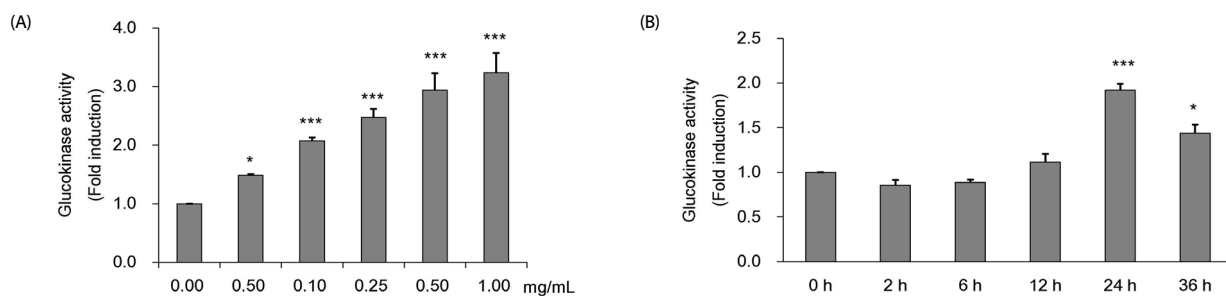 (A)
Glucokinase activity
(Fold induction)
4.0
3.0
2.0
1.0
0.0
*
***
***
***
***
0.00 0.50 0.10 0.25 0.50 1.00 mg/mL
(B)
Glucokinase activity
(Fold induction)
2.5
2.0
1.5
1.0
0.5
0.0
***
*
0 h 2 h 6 h 12 h 24 h 36 h